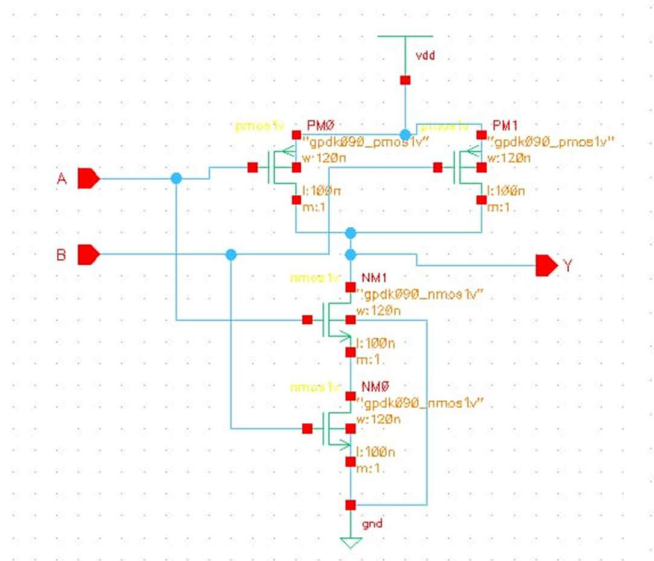 vdd
pmos1v PM0
"gpdk090_pmos1v"
w:120n
l:100n
m:1
pmos1v PM1
"gpdk090_pmos1v"
w:120n
l:100n
m:1
A
B
Y
nmos1v NM1
"gpdk090_nmos1v"
w:120n
l:100n
m:1
nmos1v NM0
"gpdk090_nmos1v"
w:120n
l:100n
m:1
gnd